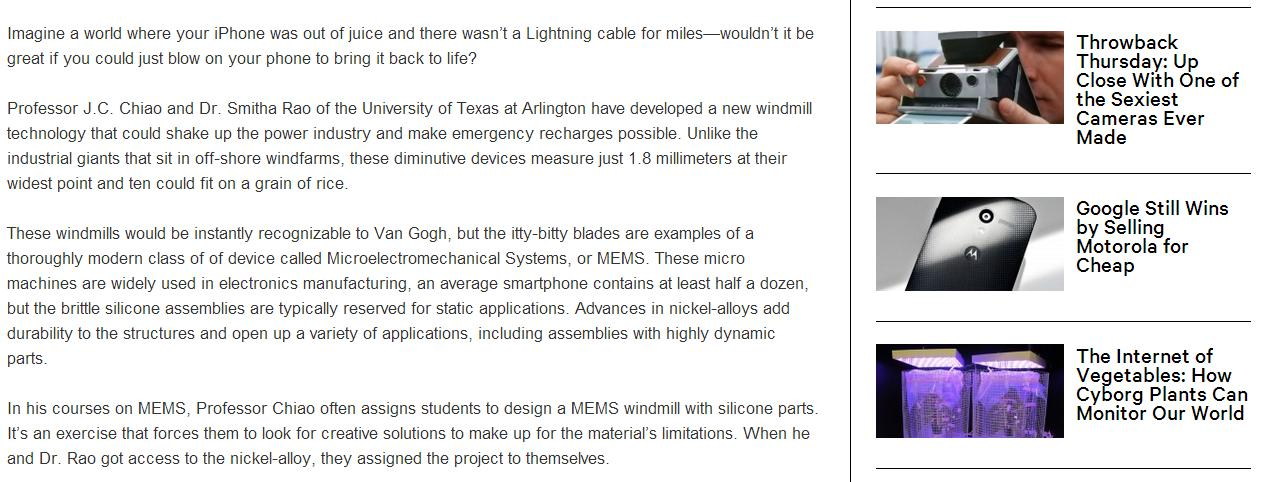 Imagine a world where your iPhone was out of juice and there wasn’t a Lightning cable for miles—wouldn’t it be
great if you could just blow on your phone to bring it back to life?
Professor J.C. Chiao and Dr. Smitha Rao of the University of Texas at Arlington have developed a new windmill
technology that could shake up the power industry and make emergency recharges possible. Unlike the
industrial giants that sit in off-shore windfarms, these diminutive devices measure just 1.8 millimeters at their
widest point and ten could fit on a grain of rice.
These windmills would be instantly recognizable to Van Gogh, but the itty-bitty blades are examples of a
thoroughly modern class of of device called Microelectromechanical Systems, or MEMS. These micro
machines are widely used in electronics manufacturing, an average smartphone contains at least half a dozen,
but the brittle silicone assemblies are typically reserved for static applications. Advances in nickel-alloys add
durability to the structures and open up a variety of applications, including assemblies with highly dynamic
parts.
In his courses on MEMS, Professor Chiao often assigns students to design a MEMS windmill with silicone parts.
It’s an exercise that forces them to look for creative solutions to make up for the material’s limitations. When he
and Dr. Rao got access to the nickel-alloy, they assigned the project to themselves.
Throwback
Thursday: Up
Close With One of
the Sexiest
Cameras Ever
Made
Google Still Wins
by Selling
Motorola for
Cheap
The Internet of
Vegetables: How
Cyborg Plants Can
Monitor Our World